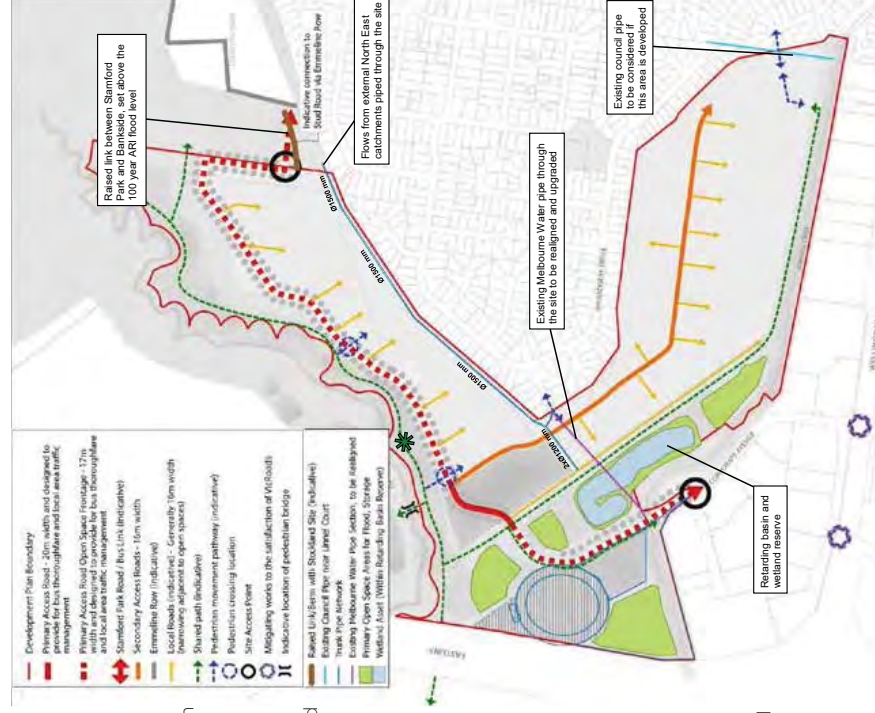 Raised link between Stamford
Park and Bankside, set above the
100 year ARI flood level
Indicative connection to
Stud Road via Emmeline Row
Flows from external North East
catchments piped through the site
Existing council pipe
to be considered if
this area is developed
Existing Melbourne Water pipe through
the site to be realigned and upgraded
Retarding basin and
wetland reserve
Ø1500 mm
Ø1500 mm
Ø1500 mm
2xØ1200 mm
EASTLINK
Development Plan Boundary
Primary Access Road - 20m width and designed to
provide for bus thoroughfare and local area traffic
management
Primary Access Road Open Space Frontage - 17m
width and designed to provide for bus thoroughfare
and local area traffic management
Stamford Park Road / Bus Link (Indicative)
Secondary Access Roads - 16m width
Emmeline Row (Indicative)
Local Roads (Indicative) - Generally 16m width
(narrowing adjacent to open spaces)
Shared path (Indicative)
Pedestrian movement pathway (Indicative)
Pedestrian crossing location
Site Access Point
Mitigating works to the satisfaction of VicRoads
Indicative location of pedestrian bridge
Raised Link/Berm with Stockland Site (Indicative)
Existing Council Pipe near Linnet Court
Trunk Pipe Network
Existing Melbourne Water Pipe Section, to be Realigned
Primary Open Space Areas for Flood, Storage
Wetland Asset (Within Retarding Basin Reserve)